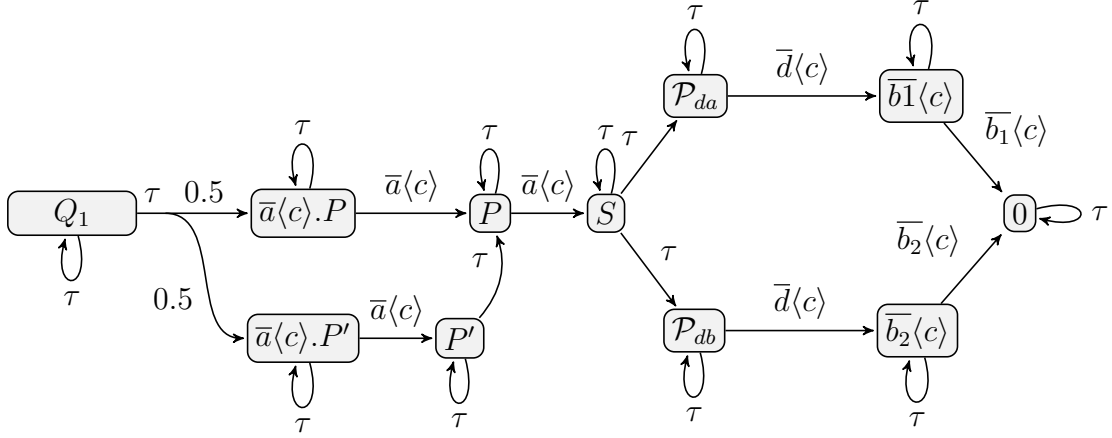 τ τ
d̄⟨c⟩
𝒫_da b̄1̄⟨c⟩
τ τ τ τ b̄₁⟨c⟩
τ 0.5 ā⟨c⟩ ā⟨c⟩
Q₁ ā⟨c⟩.P P S 0 τ
τ τ b̄₂⟨c⟩
τ 0.5 ā⟨c⟩ d̄⟨c⟩
ā⟨c⟩.P′ P′ 𝒫_db b̄₂⟨c⟩
τ τ τ τ